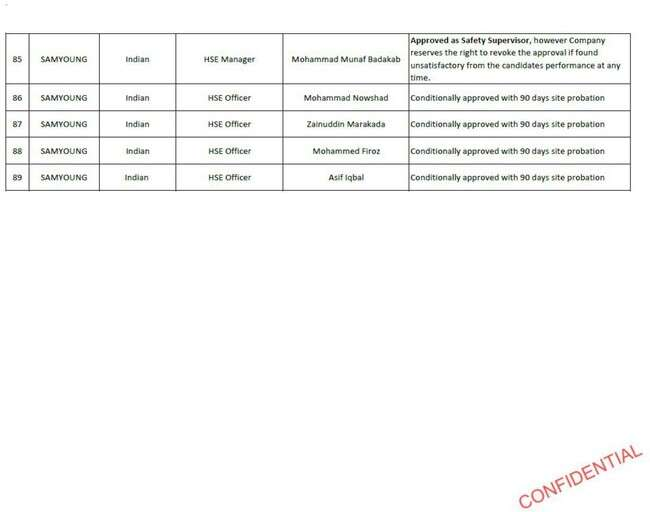 Approved as Safety Supervisor, however Company
reserves the right to revoke the approval if found
85 SAMYOUNG Indian HSE Manager Mohammad Munaf Badakab
unsatisfactory from the candidates performance at any
time.
86 SAMYOUNG Indian HSE Officer Mohammad Nowshad Conditionally approved with 90 days site probation
87 SAMYOUNG Indian HSE Officer Zainuddin Marakada Conditionally approved with 90 days site probation
88 SAMYOUNG Indian HSE Officer Mohammed Firoz Conditionally approved with 90 days site probation
89 SAMYOUNG Indian HSE Officer Asif Iqbal Conditionally approved with 90 days site probation
CONFIDENTIAL